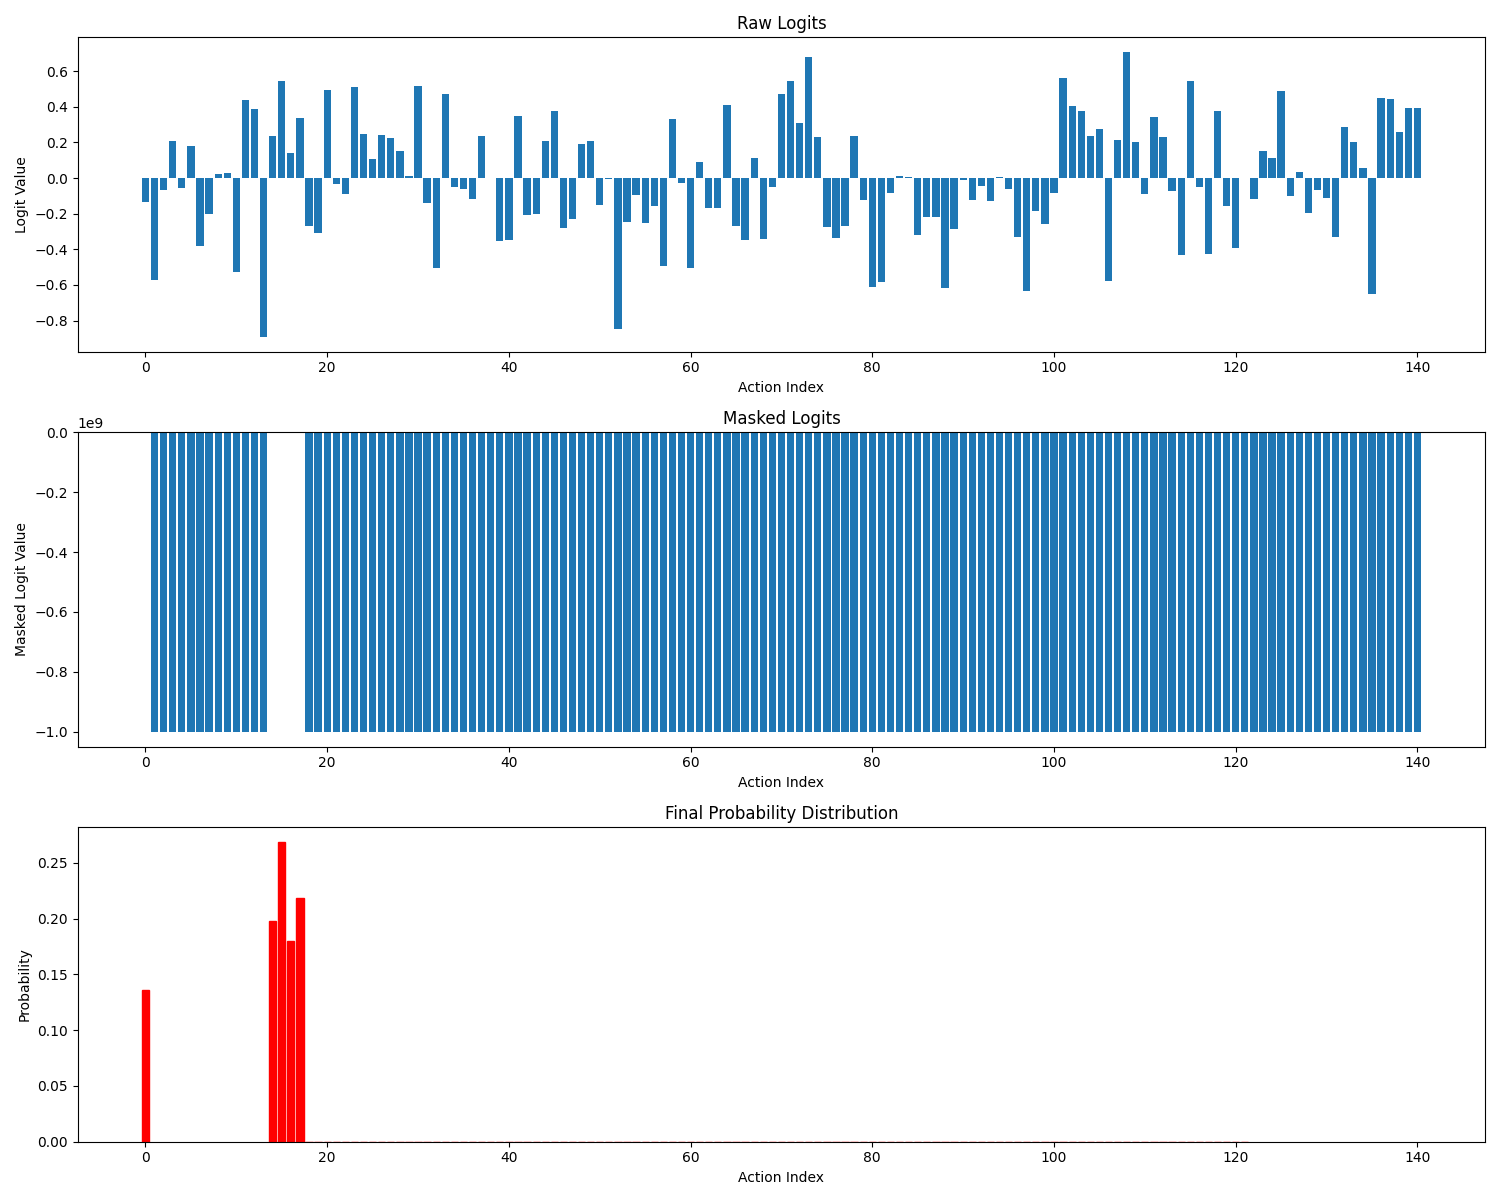 Raw Logits
0.6
0.4
0.2
0.0
−0.2
−0.4
−0.6
−0.8
Logit Value
0 20 40 60 80 100 120 140
Action Index
Masked Logits
1e9
0.0
−0.2
−0.4
−0.6
−0.8
−1.0
Masked Logit Value
0 20 40 60 80 100 120 140
Action Index
Final Probability Distribution
0.25
0.20
0.15
0.10
0.05
0.00
Probability
0 20 40 60 80 100 120 140
Action Index